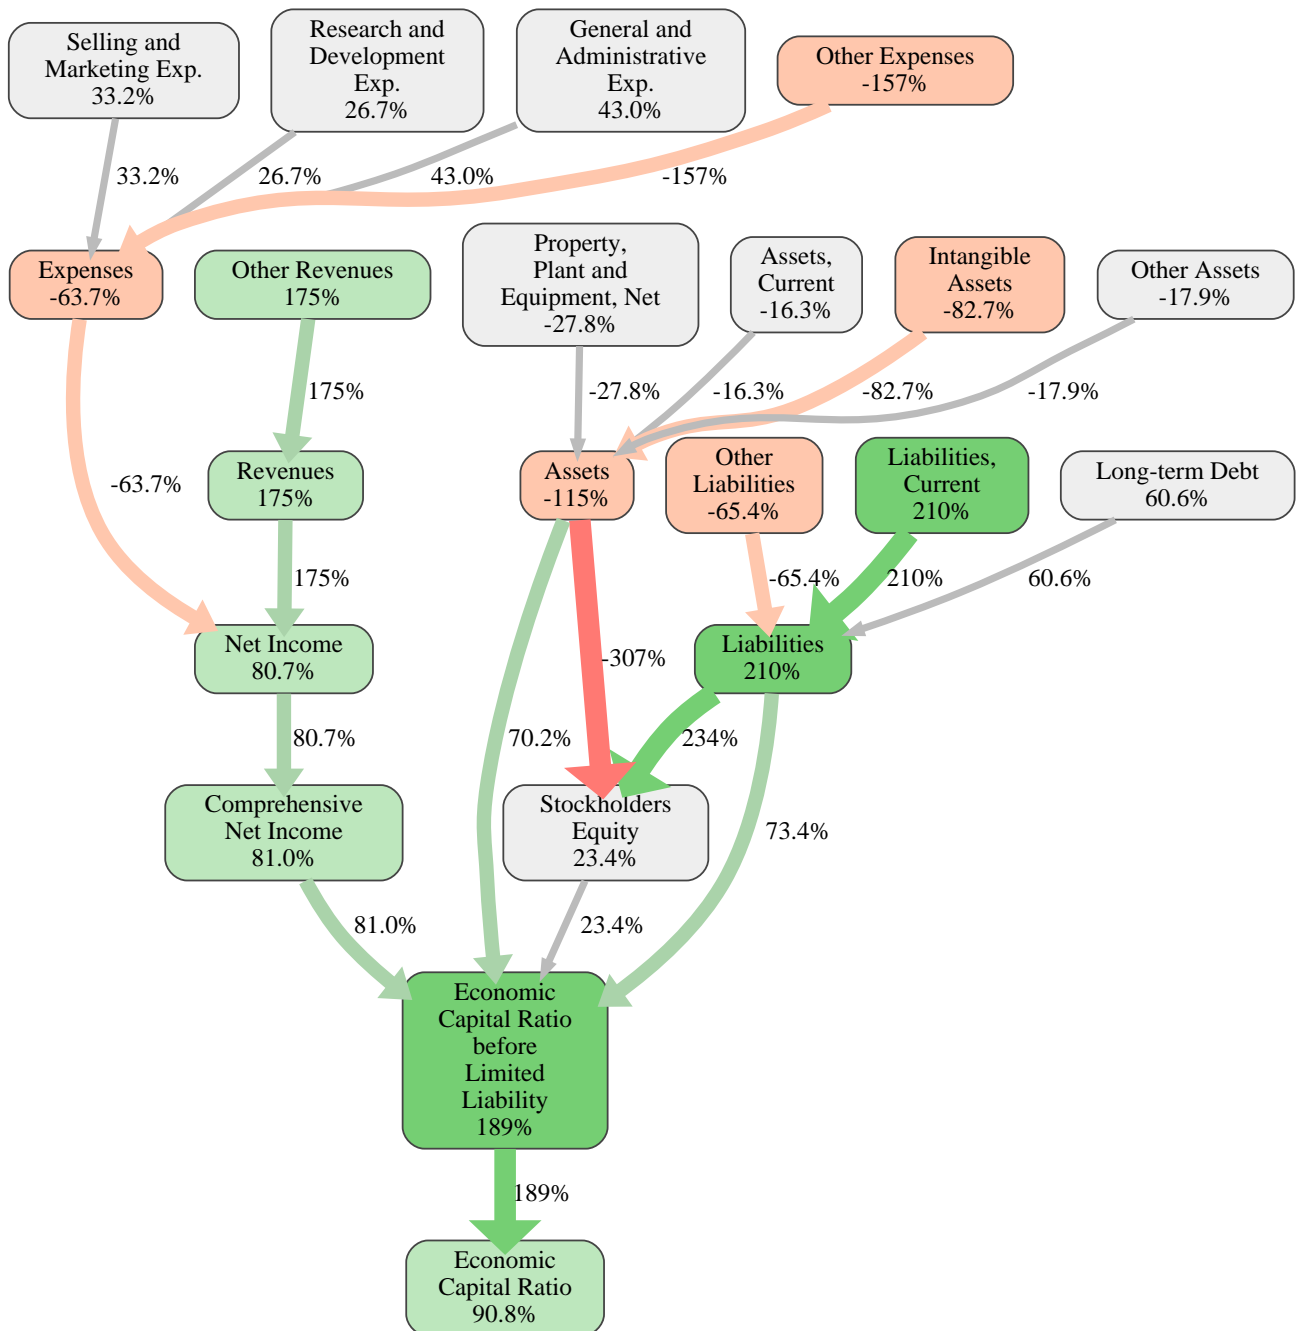 Selling and
Marketing Exp.
33.2%
Research and
Development
Exp.
26.7%
General and
Administrative
Exp.
43.0%
Other Expenses
-157%
33.2%
26.7%
43.0%
-157%
Expenses
-63.7%
Other Revenues
175%
Property,
Plant and
Equipment, Net
-27.8%
Assets,
Current
-16.3%
Intangible
Assets
-82.7%
Other Assets
-17.9%
175%
-27.8%
-16.3%
-82.7%
-17.9%
-63.7%
Revenues
175%
Assets
-115%
Other
Liabilities
-65.4%
Liabilities,
Current
210%
Long-term Debt
60.6%
175%
-65.4%
210%
60.6%
Net Income
80.7%
-307%
Liabilities
210%
80.7%
70.2%
234%
73.4%
Comprehensive
Net Income
81.0%
Stockholders
Equity
23.4%
81.0%
23.4%
Economic
Capital Ratio
before
Limited
Liability
189%
189%
Economic
Capital Ratio
90.8%